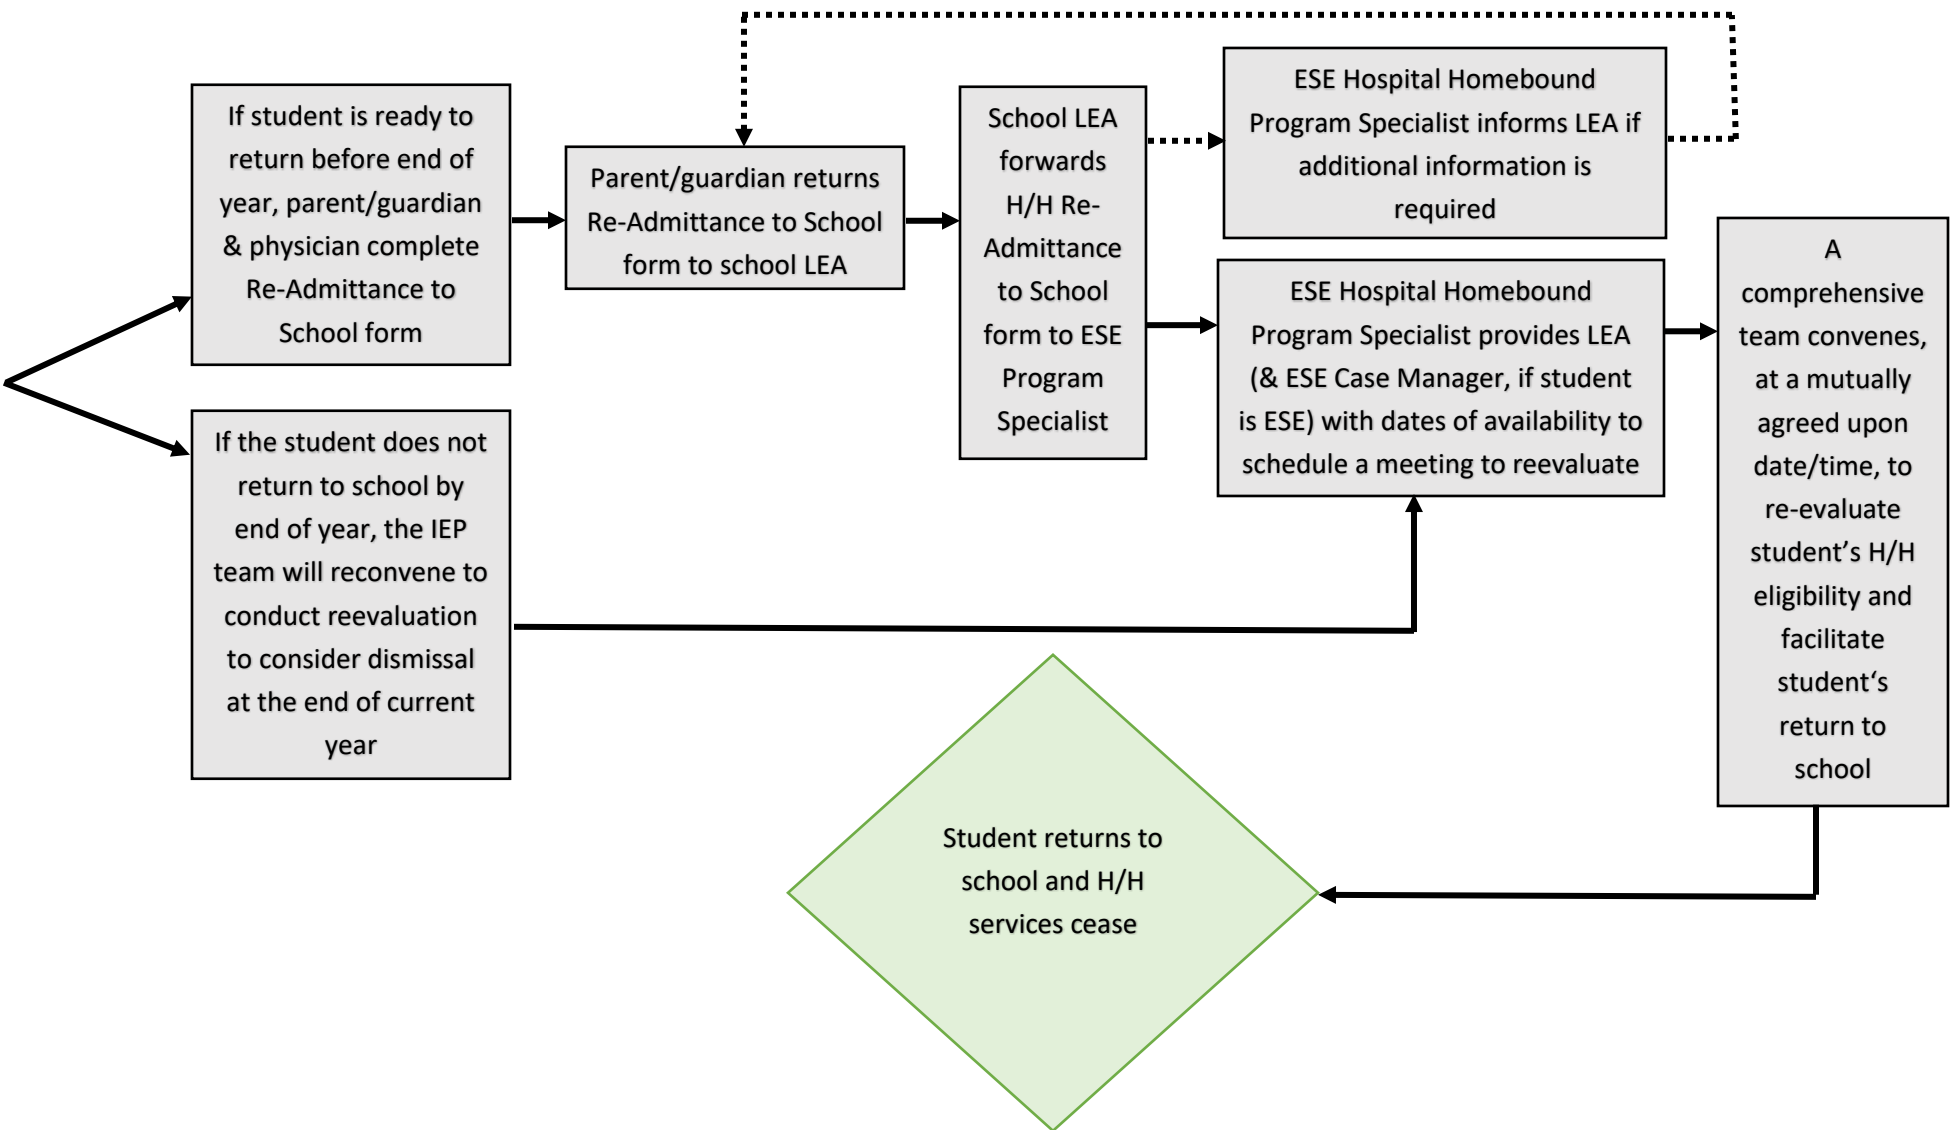 If student is ready to
return before end of
year, parent/guardian
& physician complete
Re-Admittance to
School form
If the student does not
return to school by
end of year, the IEP
team will reconvene to
conduct reevaluation
to consider dismissal
at the end of current
year
Parent/guardian returns
Re-Admittance to School
form to school LEA
School LEA
forwards
H/H Re-
Admittance
to School
form to ESE
Program
Specialist
ESE Hospital Homebound
Program Specialist informs LEA if
additional information is
required
ESE Hospital Homebound
Program Specialist provides LEA
(& ESE Case Manager, if student
is ESE) with dates of availability to
schedule a meeting to reevaluate
A
comprehensive
team convenes,
at a mutually
agreed upon
date/time, to
re-evaluate
student’s H/H
eligibility and
facilitate
student‘s
return to
school
Student returns to
school and H/H
services cease